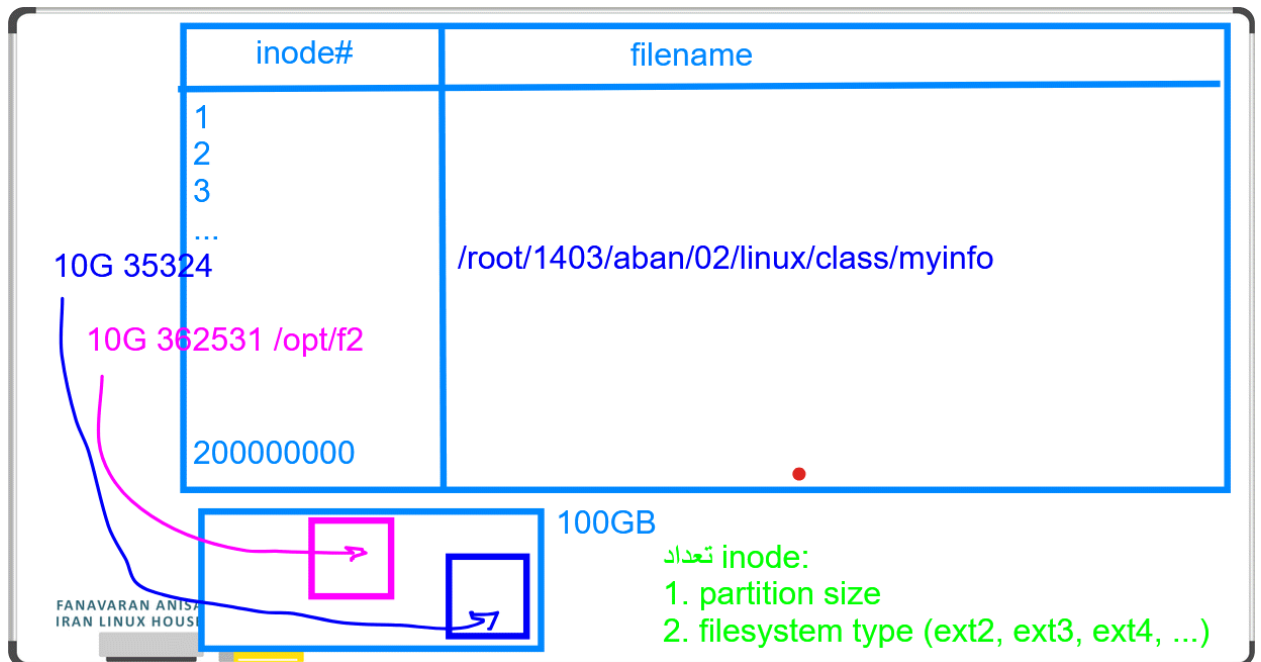 inode# filename
1
2
3
...
10G 35324 /root/1403/aban/02/linux/class/myinfo
10G 362531 /opt/f2
200000000
100GB
تعداد inode:
1. partition size
2. filesystem type (ext2, ext3, ext4, ...)
FANAVARAN ANISA
IRAN LINUX HOUS